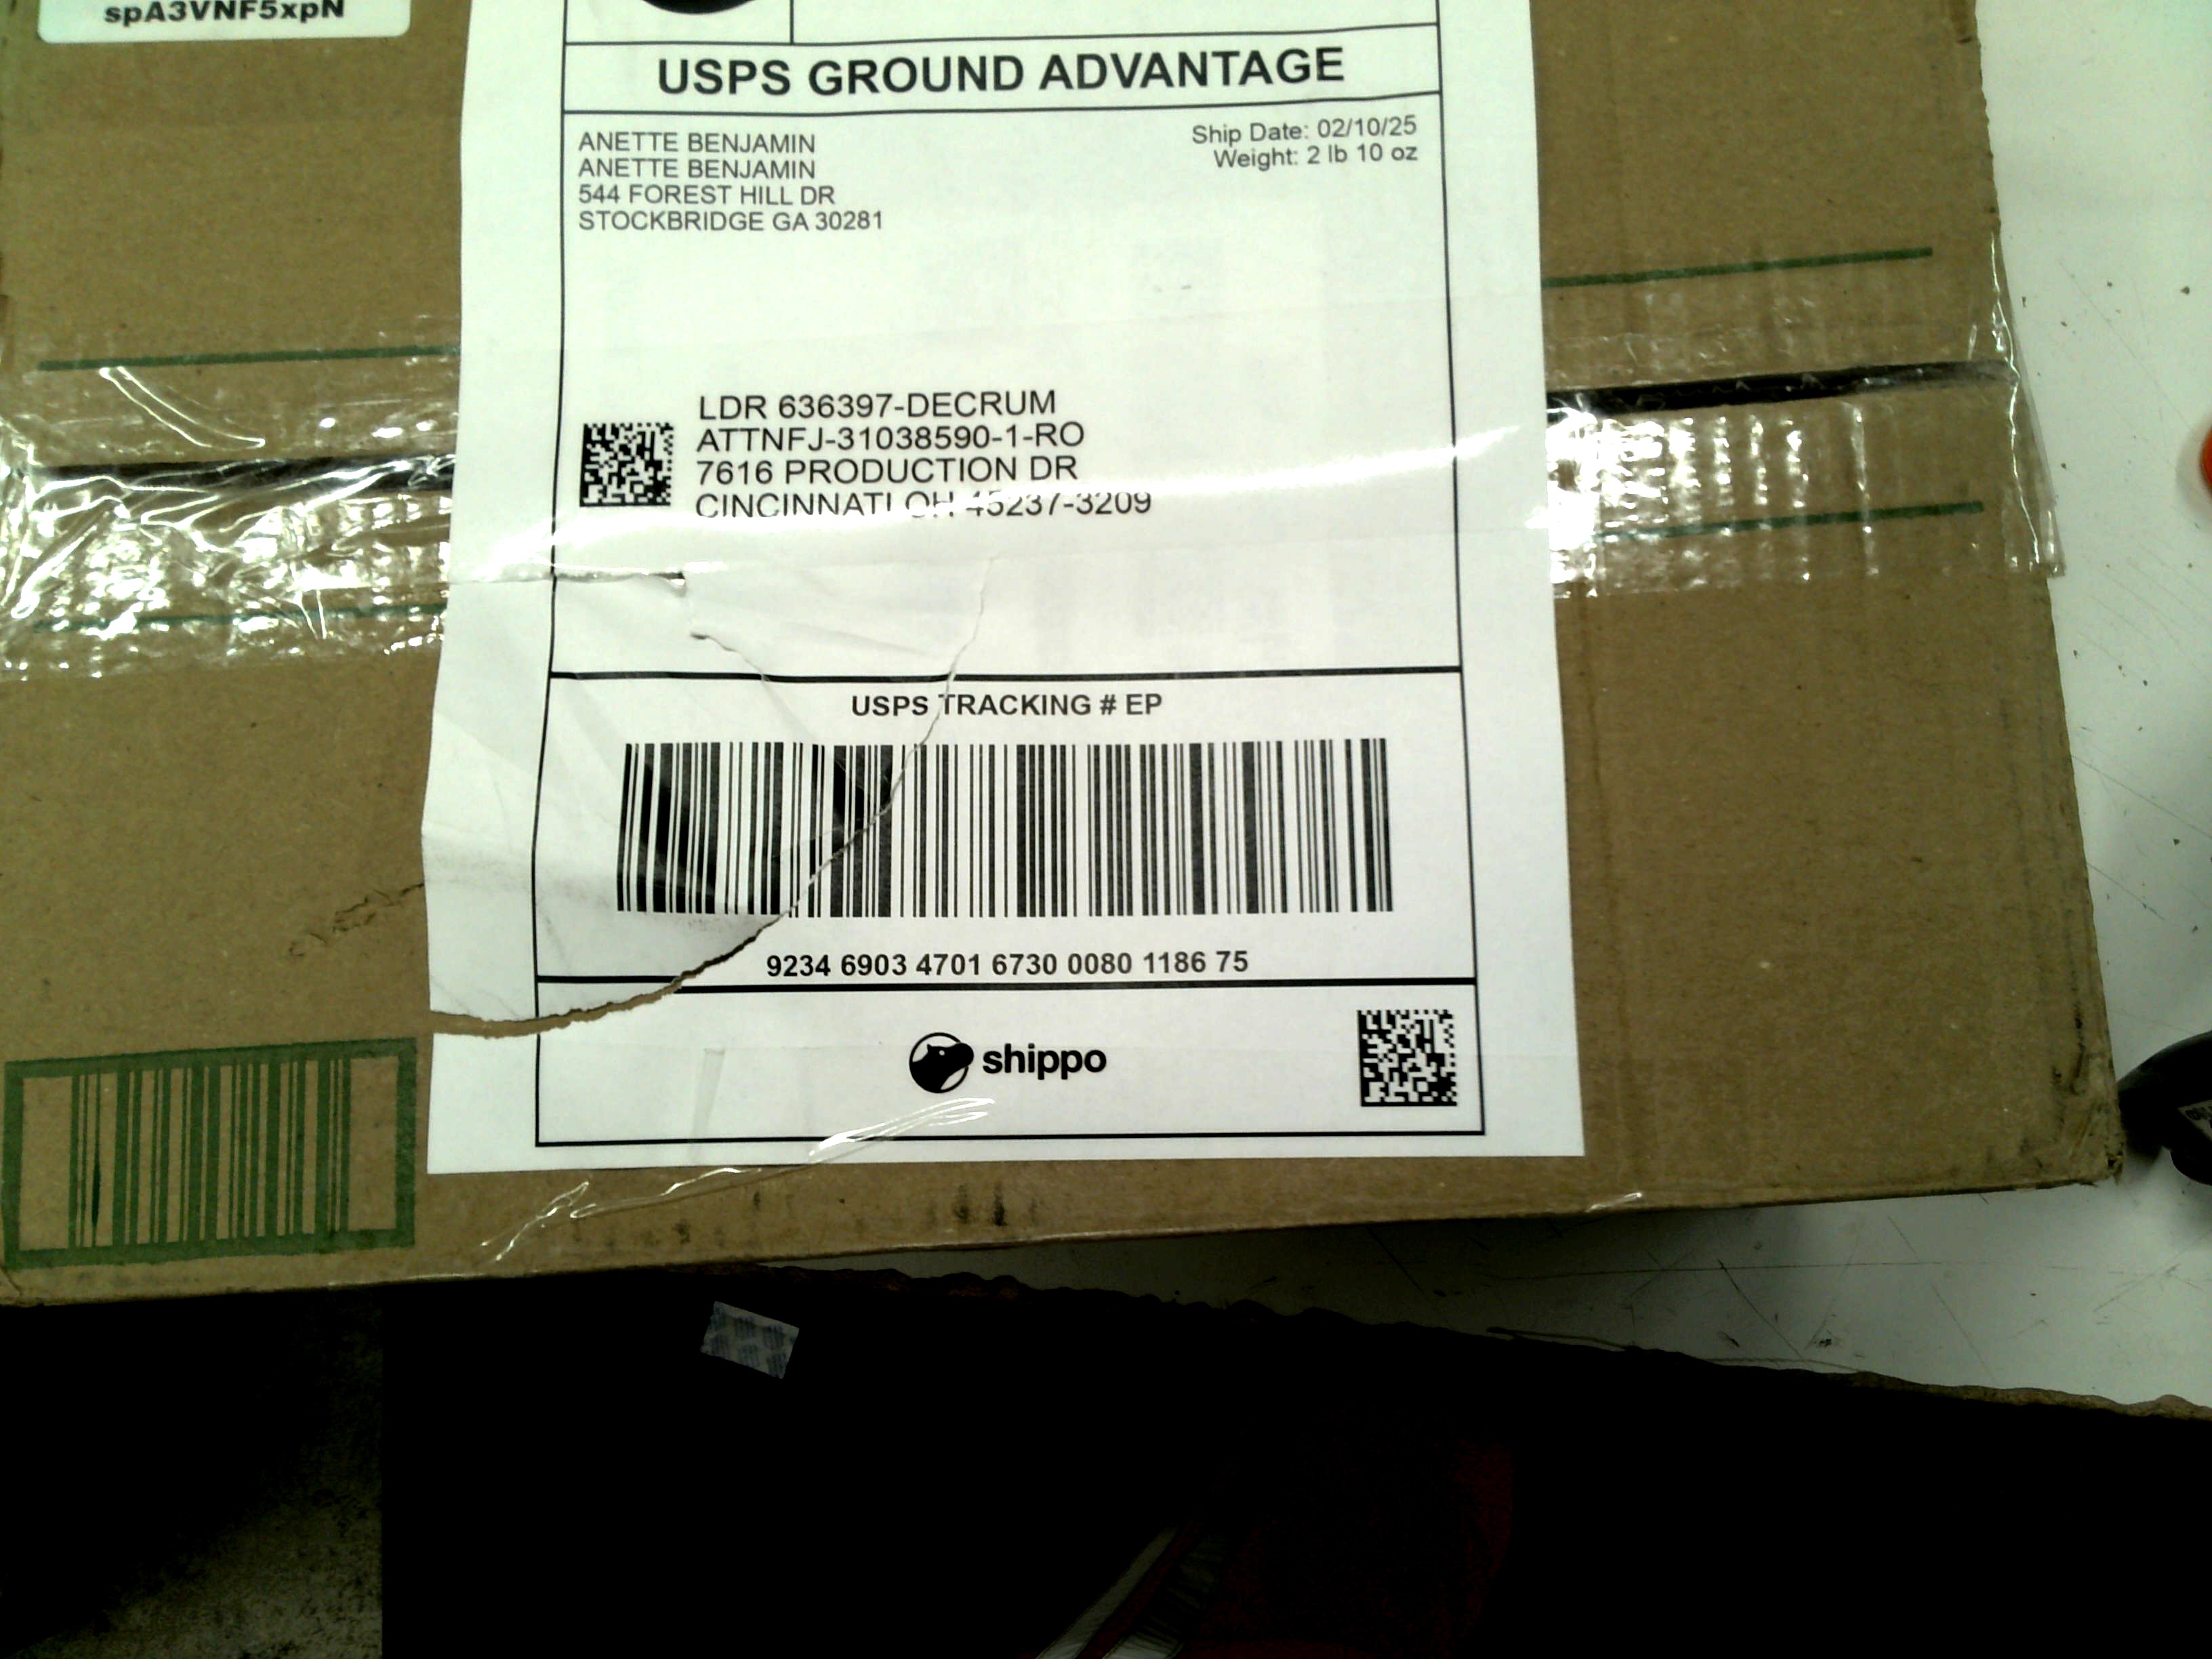 spA3VNF5xpN
USPS GROUND ADVANTAGE
ANETTE BENJAMIN
ANETTE BENJAMIN
544 FOREST HILL DR
STOCKBRIDGE GA 30281
Ship Date: 02/10/25
Weight: 2 lb 10 oz
LDR 636397-DECRUM
ATTNFJ-31038590-1-RO
7616 PRODUCTION DR
CINCINNATI OH 45237-3209
USPS TRACKING # EP
9234 6903 4701 6730 0080 1186 75
shippo